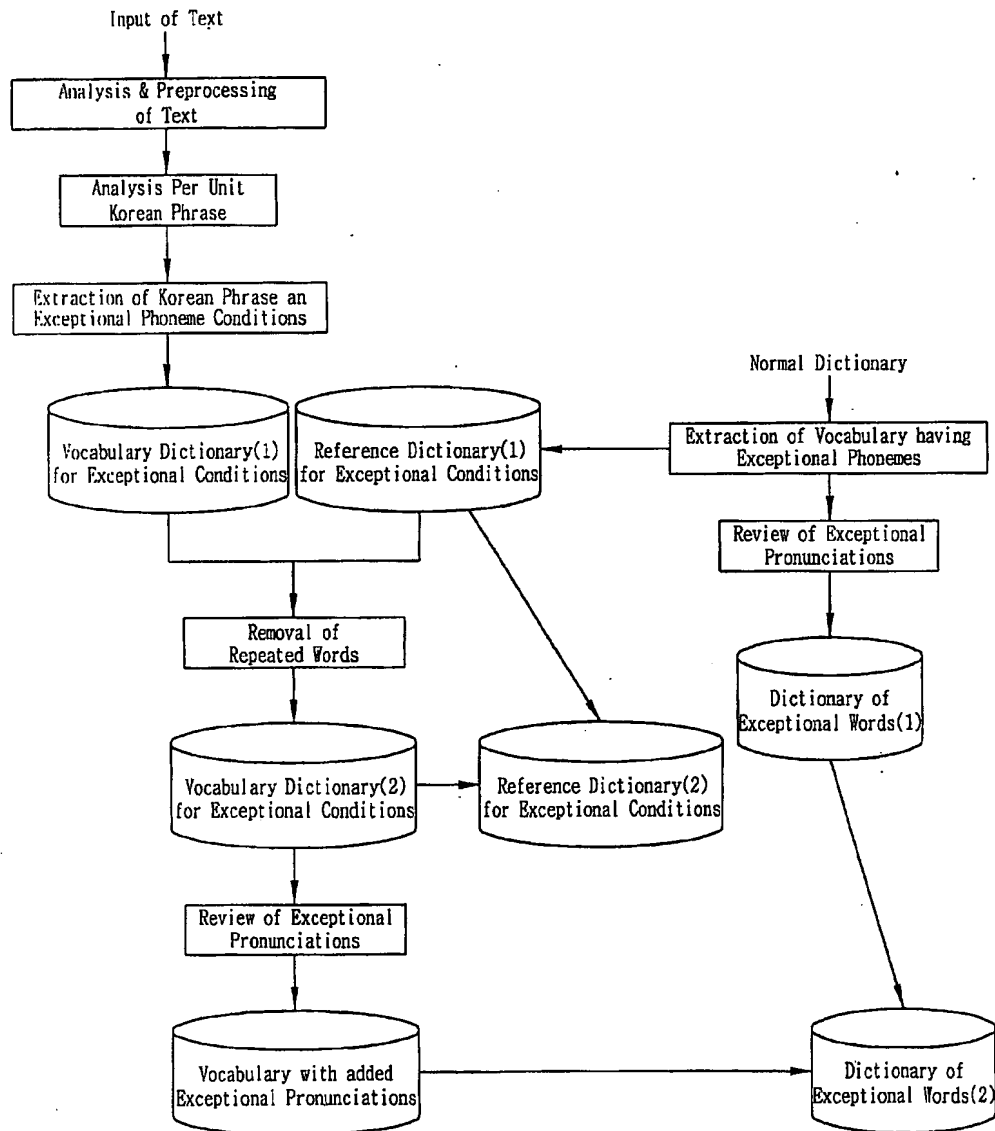 Input of Text
Analysis & Preprocessing
of Text
Analysis Per Unit
Korean Phrase
Extraction of Korean Phrase an
Exceptional Phoneme Conditions
Normal Dictionary
Vocabulary Dictionary(1)
for Exceptional Conditions
Reference Dictionary(1)
for Exceptional Conditions
Extraction of Vocabulary having
Exceptional Phonemes
Review of Exceptional
Pronunciations
Removal of
Repeated Words
Dictionary of
Exceptional Words(1)
Vocabulary Dictionary(2)
for Exceptional Conditions
Reference Dictionary(2)
for Exceptional Conditions
Review of Exceptional
Pronunciations
Vocabulary with added
Exceptional Pronunciations
Dictionary of
Exceptional Words(2)